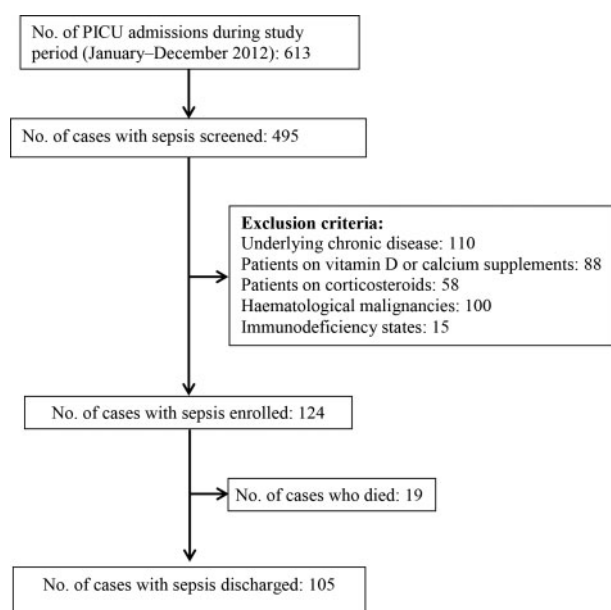 No. of PICU admissions during study
period (January–December 2012): 613
No. of cases with sepsis screened: 495
Exclusion criteria:
Underlying chronic disease: 110
Patients on vitamin D or calcium supplements: 88
Patients on corticosteroids: 58
Haematological malignancies: 100
Immunodeficiency states: 15
No. of cases with sepsis enrolled: 124
No. of cases who died: 19
No. of cases with sepsis discharged: 105